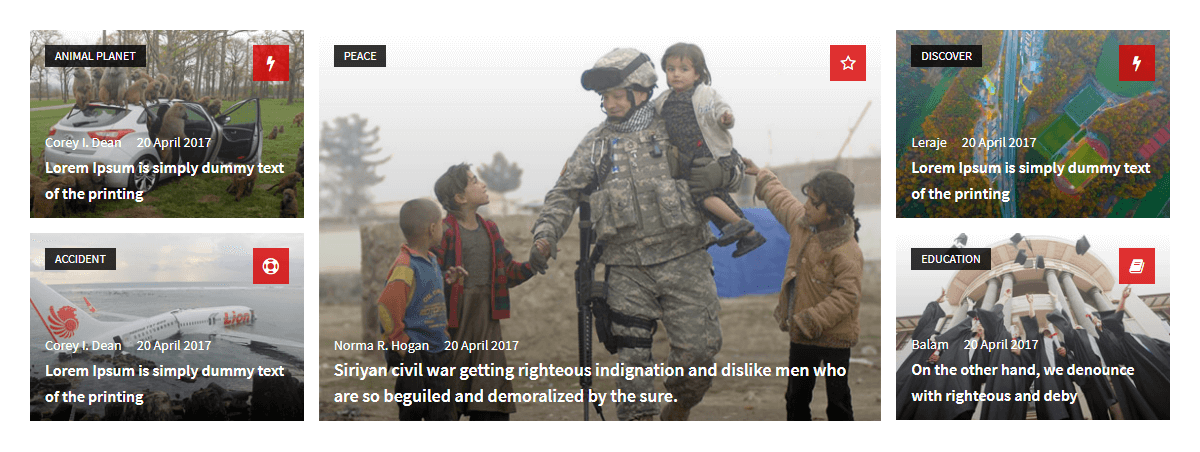 ANIMAL PLANET
Corey I. Dean 20 April 2017
Lorem Ipsum is simply dummy text
of the printing
ACCIDENT
Lion
Corey I. Dean 20 April 2017
Lorem Ipsum is simply dummy text
of the printing
PEACE
Norma R. Hogan 20 April 2017
Siriyan civil war getting righteous indignation and dislike men who
are so beguiled and demoralized by the sure.
DISCOVER
Leraje 20 April 2017
Lorem Ipsum is simply dummy text
of the printing
EDUCATION
Balam 20 April 2017
On the other hand, we denounce
with righteous and deby